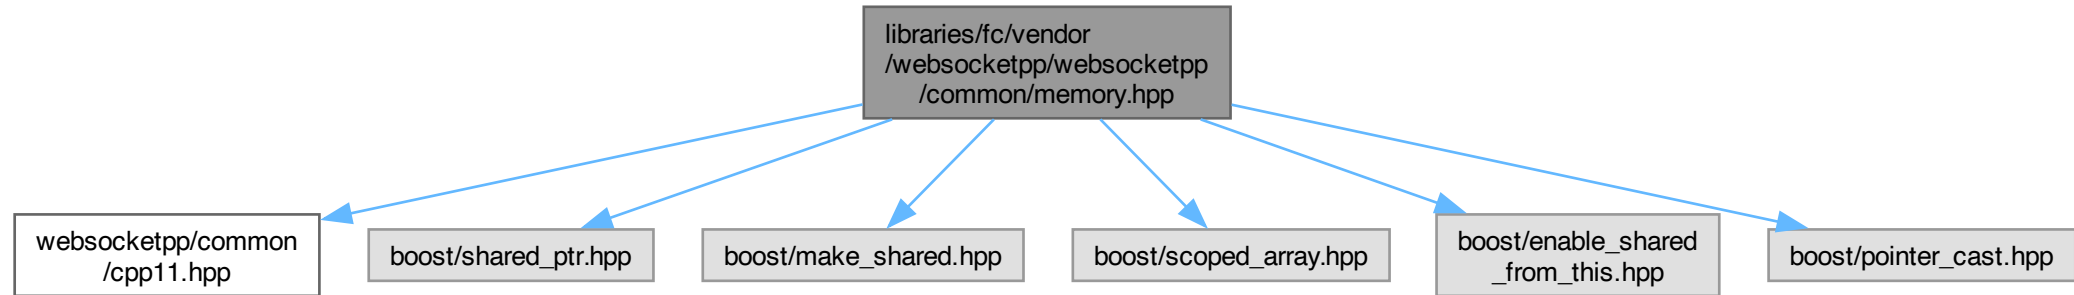 libraries/fc/vendor
/websocketpp/websocketpp
/common/memory.hpp
websocketpp/common
/cpp11.hpp
boost/shared_ptr.hpp
boost/make_shared.hpp
boost/scoped_array.hpp
boost/enable_shared
_from_this.hpp
boost/pointer_cast.hpp